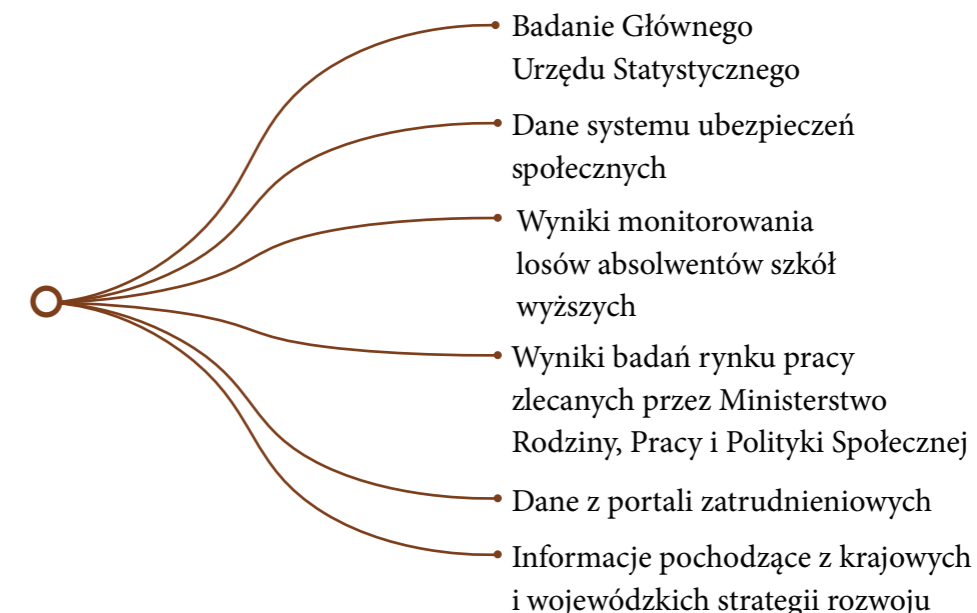 Badanie Głównego
Urzędu Statystycznego
Dane systemu ubezpieczeń
społecznych
Wyniki monitorowania
losów absolwentów szkół
wyższych
Wyniki badań rynku pracy
zlecanych przez Ministerstwo
Rodziny, Pracy i Polityki Społecznej
Dane z portali zatrudnieniowych
Informacje pochodzące z krajowych
i wojewódzkich strategii rozwoju